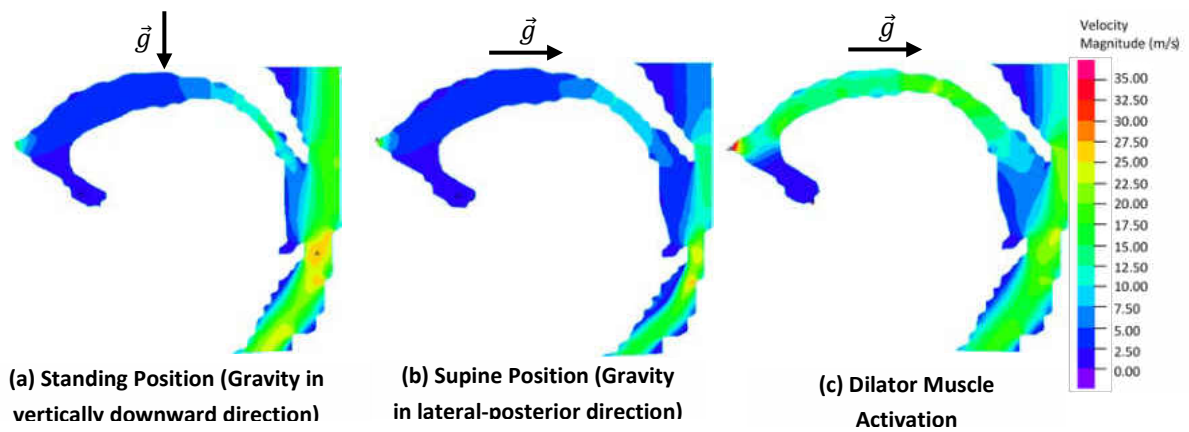 g⃗
g⃗
g⃗
Velocity
Magnitude (m/s)
35.00
32.50
30.00
27.50
25.00
22.50
20.00
17.50
15.00
12.50
10.00
7.50
5.00
2.50
0.00
(a) Standing Position (Gravity in
vertically downward direction)
(b) Supine Position (Gravity
in lateral-posterior direction)
(c) Dilator Muscle
Activation